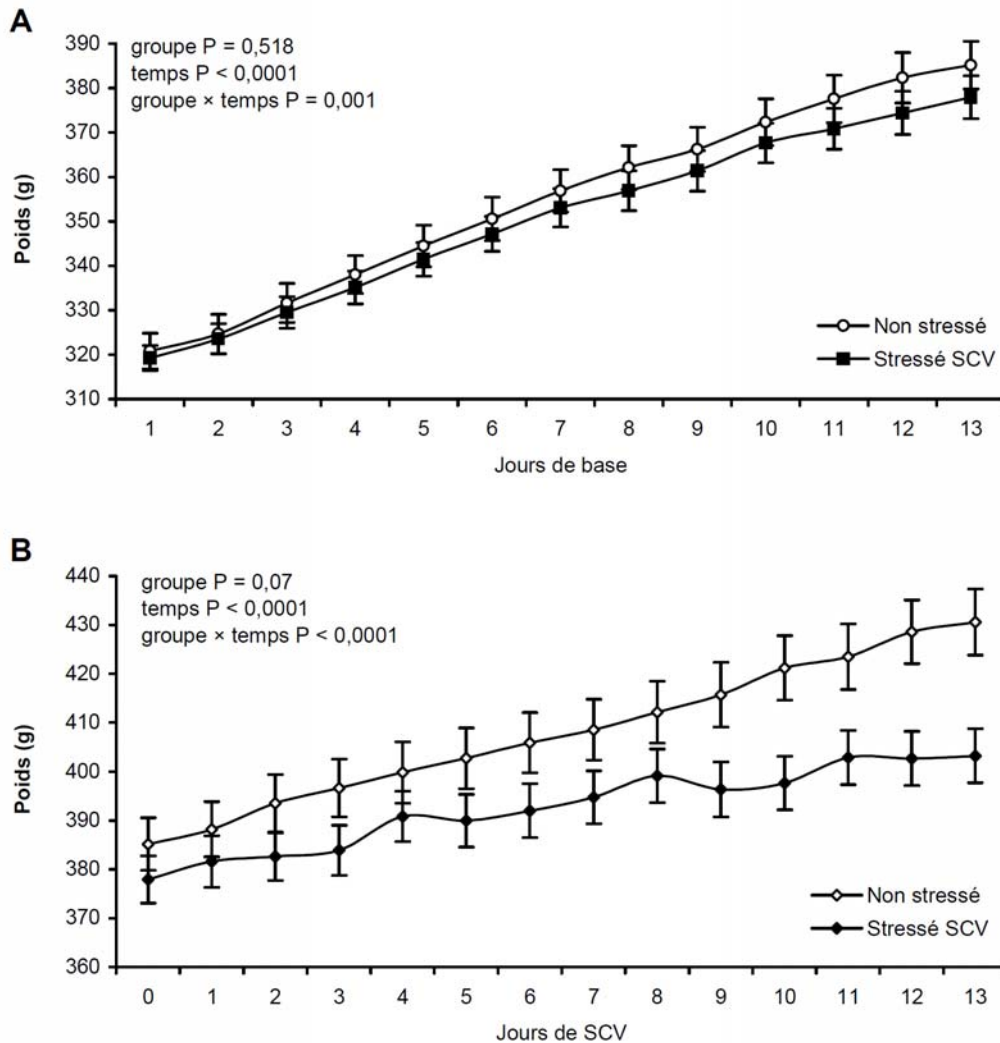 A
groupe P = 0,518
temps P < 0,0001
groupe × temps P = 0,001
390
380
370
360
350
340
330
320
310
Poids (g)
Non stressé
Stressé SCV
1 2 3 4 5 6 7 8 9 10 11 12 13
Jours de base
B
groupe P = 0,07
temps P < 0,0001
groupe × temps P < 0,0001
440
430
420
410
400
390
380
370
360
Poids (g)
Non stressé
Stressé SCV
0 1 2 3 4 5 6 7 8 9 10 11 12 13
Jours de SCV